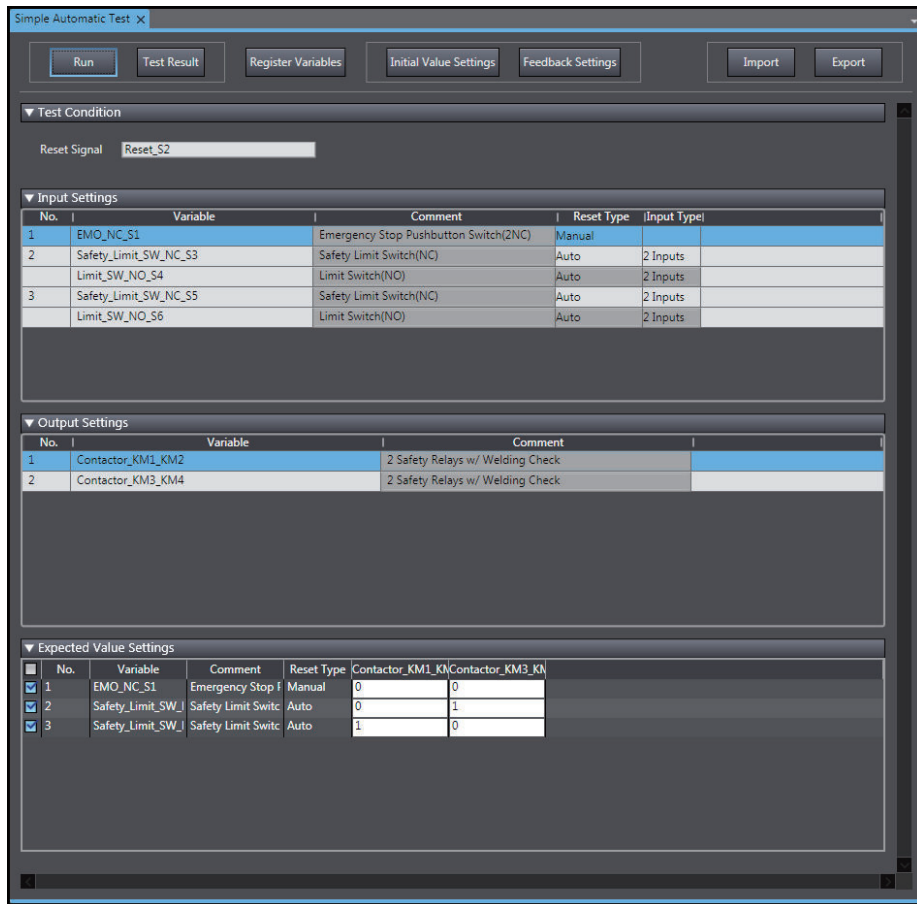 Simple Automatic Test X
Run Test Result Register Variables Initial Value Settings Feedback Settings Import Export
▼ Test Condition
Reset Signal Reset_S2
▼ Input Settings
No. Variable Comment Reset Type Input Type
1 EMO_NC_S1 Emergency Stop Pushbutton Switch(2NC) Manual
2 Safety_Limit_SW_NC_S3 Safety Limit Switch(NC) Auto 2 Inputs
Limit_SW_NO_S4 Limit Switch(NO) Auto 2 Inputs
3 Safety_Limit_SW_NC_S5 Safety Limit Switch(NC) Auto 2 Inputs
Limit_SW_NO_S6 Limit Switch(NO) Auto 2 Inputs
▼ Output Settings
No. Variable Comment
1 Contactor_KM1_KM2 2 Safety Relays w/ Welding Check
2 Contactor_KM3_KM4 2 Safety Relays w/ Welding Check
▼ Expected Value Settings
No. Variable Comment Reset Type Contactor_KM1_KM Contactor_KM3_KM
1 EMO_NC_S1 Emergency Stop P Manual 0 0
2 Safety_Limit_SW_ Safety Limit Switc Auto 0 1
3 Safety_Limit_SW_ Safety Limit Switc Auto 1 0